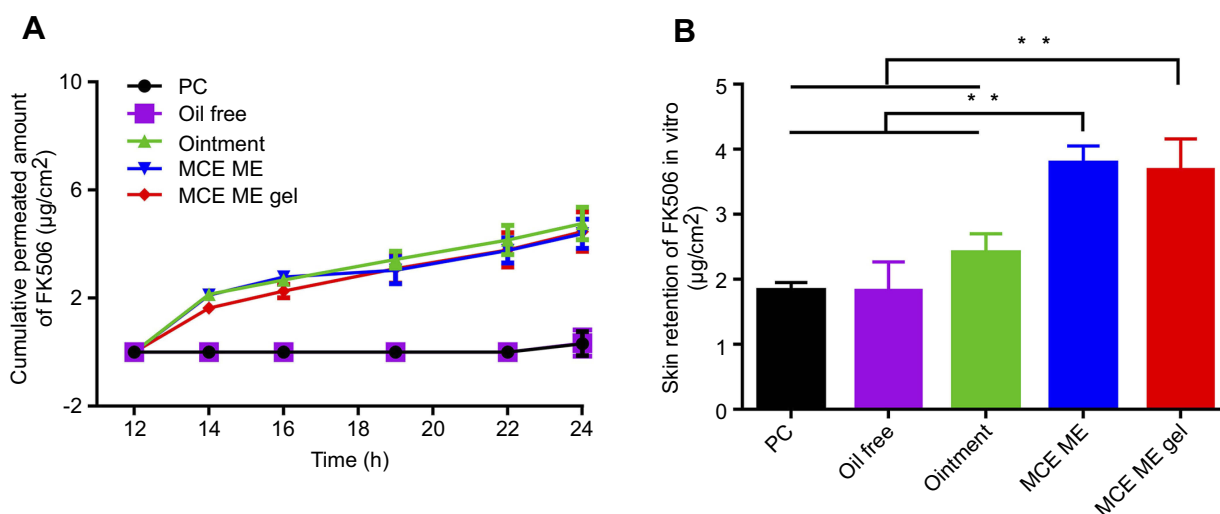 A
Cumulative permeated amount
of FK506 (µg/cm2)
10
6
2
-2
PC
Oil free
Ointment
MCE ME
MCE ME gel
12 14 16 18 20 22 24
Time (h)
B
Skin retention of FK506 in vitro
(µg/cm²)
* *
* *
5
4
3
2
1
0
PC
Oil free
Ointment
MCE ME
MCE ME gel